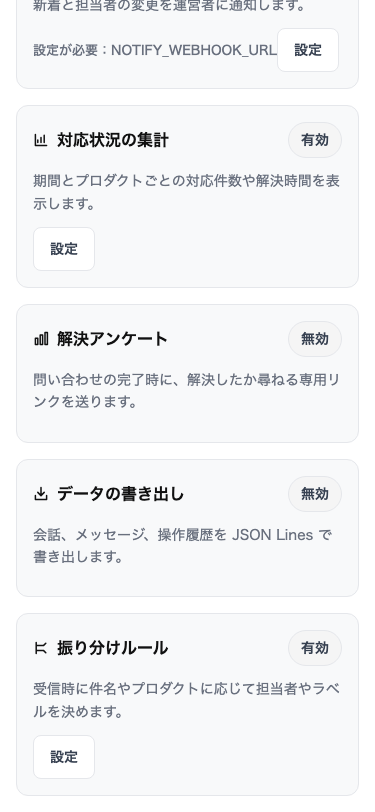 新着と担当者の変更を運営者に通知します。
設定が必要：NOTIFY_WEBHOOK_URL 設定
対応状況の集計 有効
期間とプロダクトごとの対応件数や解決時間を表
示します。
設定
解決アンケート 無効
問い合わせの完了時に、解決したか尋ねる専用リ
ンクを送ります。
データの書き出し 無効
会話、メッセージ、操作履歴を JSON Lines で
書き出します。
振り分けルール 有効
受信時に件名やプロダクトに応じて担当者やラベ
ルを決めます。
設定